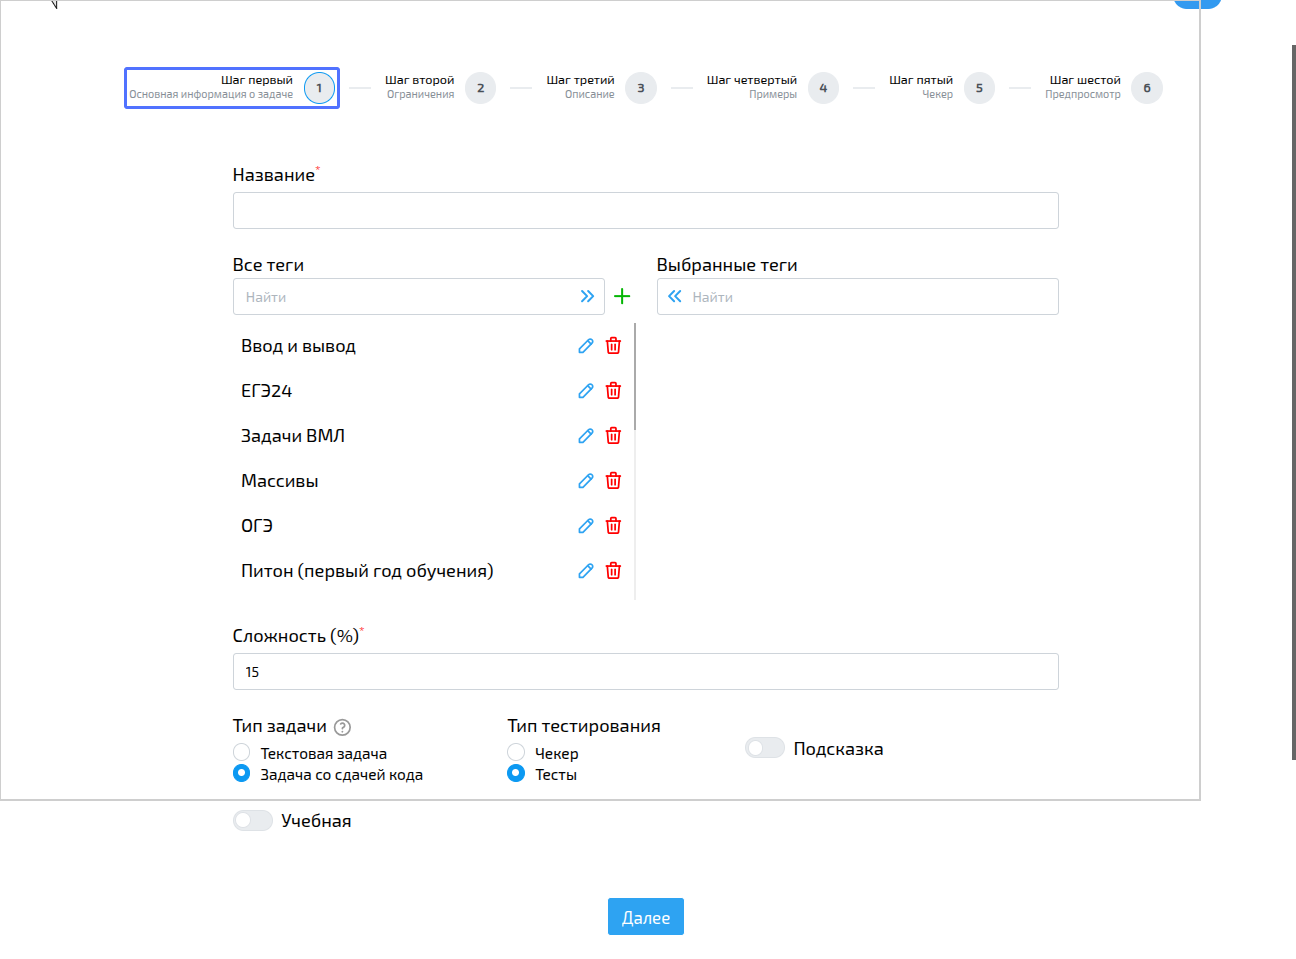 Шаг первый
Основная информация о задаче
1
Шаг второй
Ограничения
2
Шаг третий
Описание
3
Шаг четвертый
Примеры
4
Шаг пятый
Чекер
5
Шаг шестой
Предпросмотр
6
Название*
Все теги
Выбранные теги
Найти
Найти
Ввод и вывод
ЕГЭ24
Задачи ВМЛ
Массивы
ОГЭ
Питон (первый год обучения)
Сложность (%)*
15
Тип задачи ?
Текстовая задача
Задача со сдачей кода
Тип тестирования
Чекер
Тесты
Подсказка
Учебная
Далее